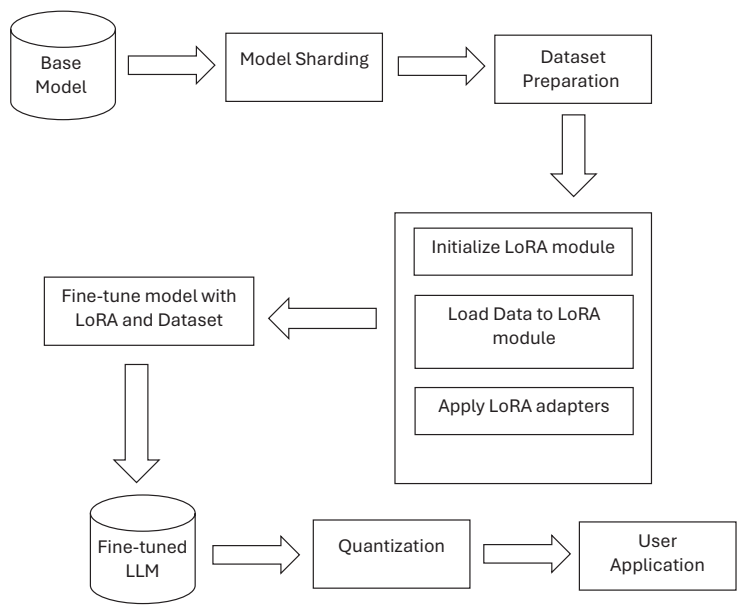 Base
Model
Model Sharding
Dataset
Preparation
Initialize LoRA module
Load Data to LoRA
module
Apply LoRA adapters
Fine-tune model with
LoRA and Dataset
Fine-tuned
LLM
Quantization
User
Application